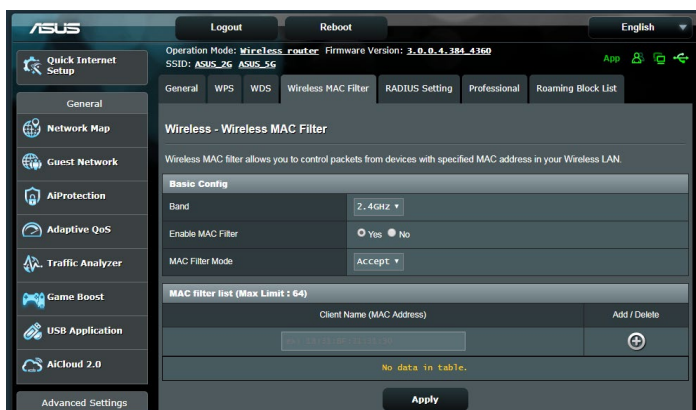 ASUS
Logout
Reboot
English
Quick Internet
Setup
General
Network Map
Guest Network
AiProtection
Adaptive QoS
Traffic Analyzer
Game Boost
USB Application
AiCloud 2.0
Advanced Settings
Operation Mode: Wireless router Firmware Version: 3.0.0.4.384_4360
SSID: ASUS_2G ASUS_5G
App
General WPS WDS Wireless MAC Filter RADIUS Setting Professional Roaming Block List
Wireless - Wireless MAC Filter
Wireless MAC filter allows you to control packets from devices with specified MAC address in your Wireless LAN.
Basic Config
Band 2.4GHz
Enable MAC Filter Yes No
MAC Filter Mode Accept
MAC filter list (Max Limit : 64)
Client Name (MAC Address) Add / Delete
No data in table.
Apply